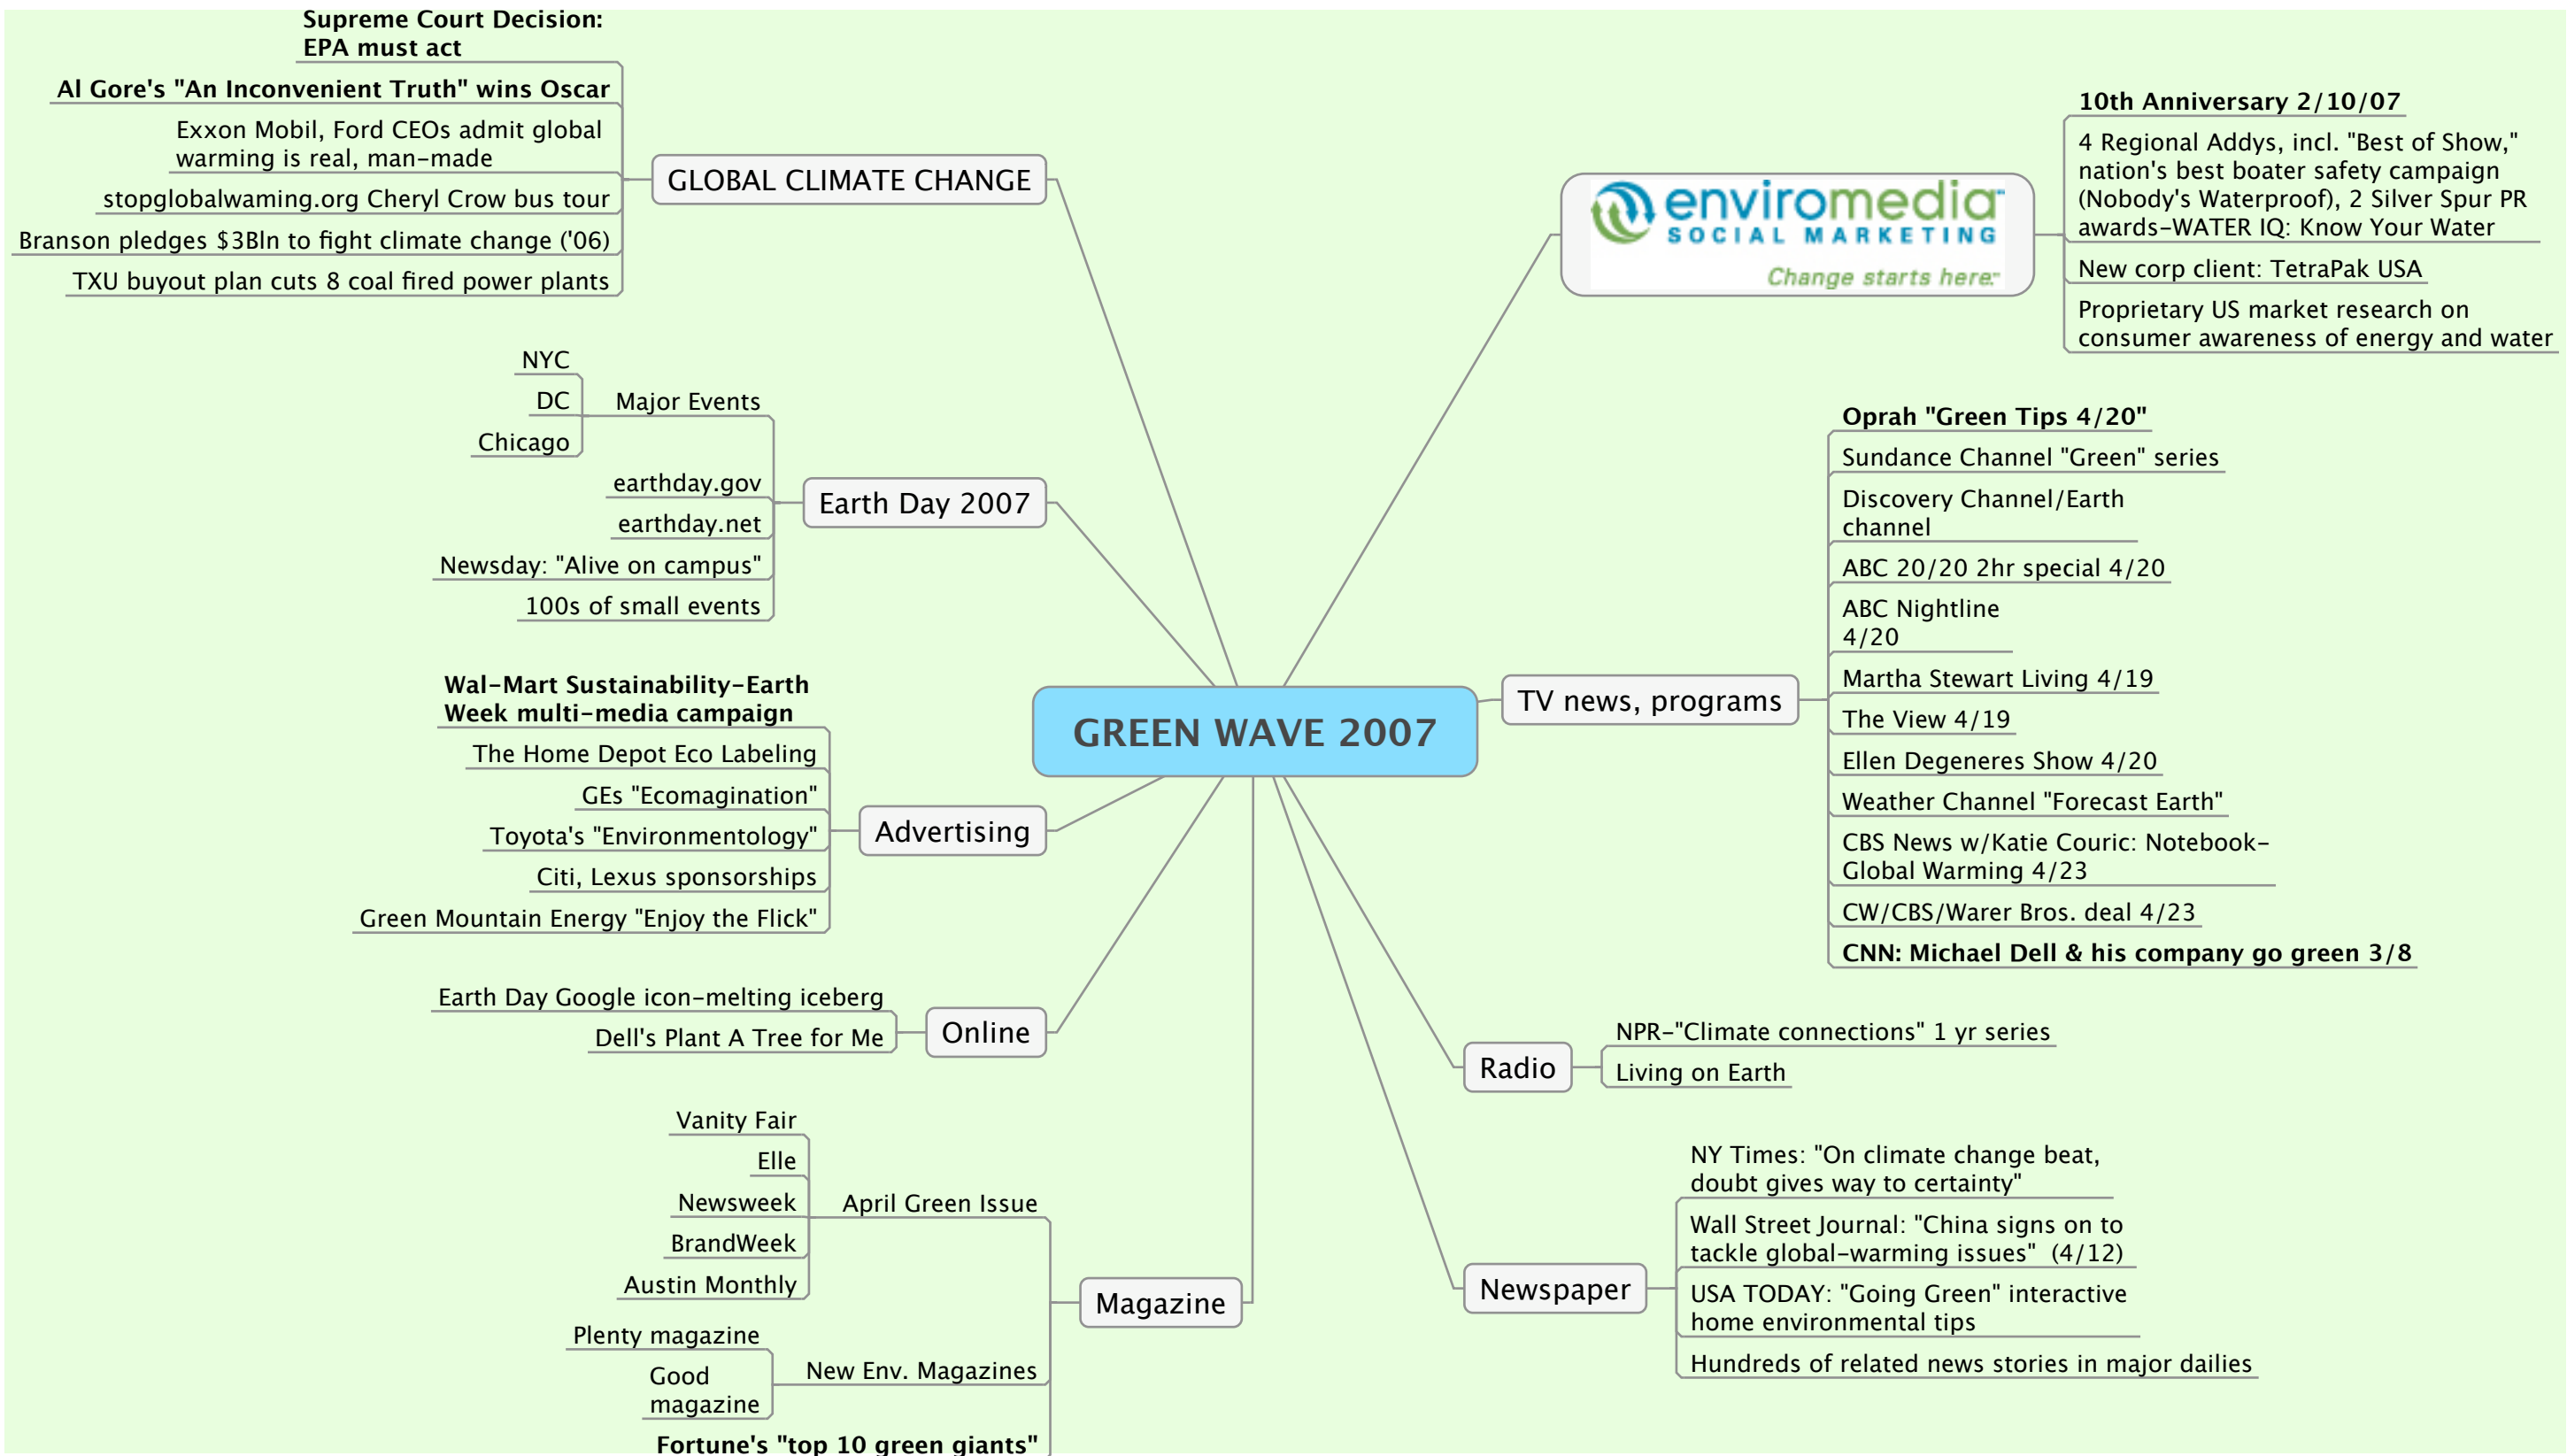 Supreme Court Decision:
EPA must act
Al Gore's "An Inconvenient Truth" wins Oscar
Exxon Mobil, Ford CEOs admit global
warming is real, man-made
stopglobalwaming.org Cheryl Crow bus tour
Branson pledges $3Bln to fight climate change ('06)
TXU buyout plan cuts 8 coal fired power plants
GLOBAL CLIMATE CHANGE
NYC
DC
Chicago
Major Events
earthday.gov
earthday.net
Newsday: "Alive on campus"
100s of small events
Earth Day 2007
Wal-Mart Sustainability-Earth
Week multi-media campaign
The Home Depot Eco Labeling
GEs "Ecomagination"
Toyota's "Environmentology"
Citi, Lexus sponsorships
Green Mountain Energy "Enjoy the Flick"
Advertising
Earth Day Google icon-melting iceberg
Dell's Plant A Tree for Me
Online
Vanity Fair
Elle
Newsweek
BrandWeek
Austin Monthly
April Green Issue
Plenty magazine
Good
magazine
New Env. Magazines
Fortune's "top 10 green giants"
Magazine
GREEN WAVE 2007
enviromedia
SOCIAL MARKETING
Change starts here.
10th Anniversary 2/10/07
4 Regional Addys, incl. "Best of Show,"
nation's best boater safety campaign
(Nobody's Waterproof), 2 Silver Spur PR
awards-WATER IQ: Know Your Water
New corp client: TetraPak USA
Proprietary US market research on
consumer awareness of energy and water
TV news, programs
Oprah "Green Tips 4/20"
Sundance Channel "Green" series
Discovery Channel/Earth
channel
ABC 20/20 2hr special 4/20
ABC Nightline
4/20
Martha Stewart Living 4/19
The View 4/19
Ellen Degeneres Show 4/20
Weather Channel "Forecast Earth"
CBS News w/Katie Couric: Notebook-
Global Warming 4/23
CW/CBS/Warer Bros. deal 4/23
CNN: Michael Dell & his company go green 3/8
Radio
NPR-"Climate connections" 1 yr series
Living on Earth
Newspaper
NY Times: "On climate change beat,
doubt gives way to certainty"
Wall Street Journal: "China signs on to
tackle global-warming issues" (4/12)
USA TODAY: "Going Green" interactive
home environmental tips
Hundreds of related news stories in major dailies